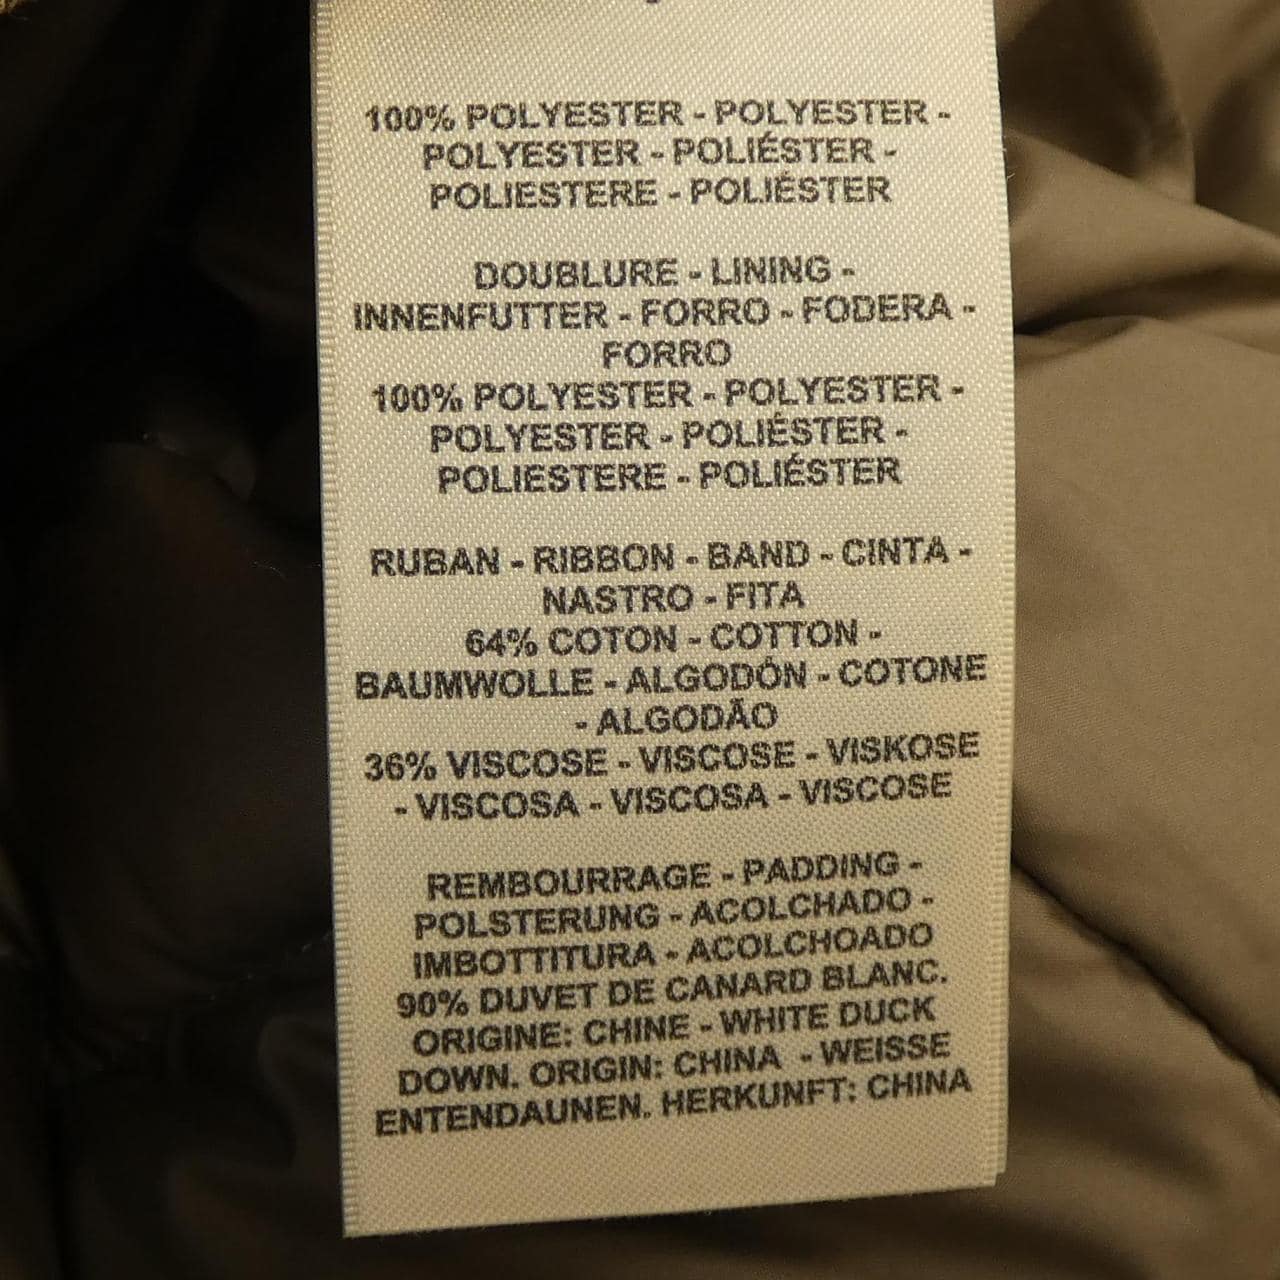 100% POLYESTER - POLYESTER -
POLYESTER - POLIÉSTER -
POLIESTERE - POLIÉSTER
DOUBLURE - LINING -
INNENFUTTER - FORRO - FODERA -
FORRO
100% POLYESTER - POLYESTER -
POLYESTER - POLIÉSTER -
POLIESTERE - POLIÉSTER
RUBAN - RIBBON - BAND - CINTA -
NASTRO - FITA
64% COTON - COTTON -
BAUMWOLLE - ALGODÓN - COTONE
- ALGODÃO
36% VISCOSE - VISCOSE - VISKOSE
- VISCOSA - VISCOSA - VISCOSE
REMBOURRAGE - PADDING -
POLSTERUNG - ACOLCHADO -
IMBOTTITURA - ACOLCHOADO
90% DUVET DE CANARD BLANC.
ORIGINE: CHINE - WHITE DUCK
DOWN. ORIGIN: CHINA - WEISSE
ENTENDAUNEN. HERKUNFT: CHINA